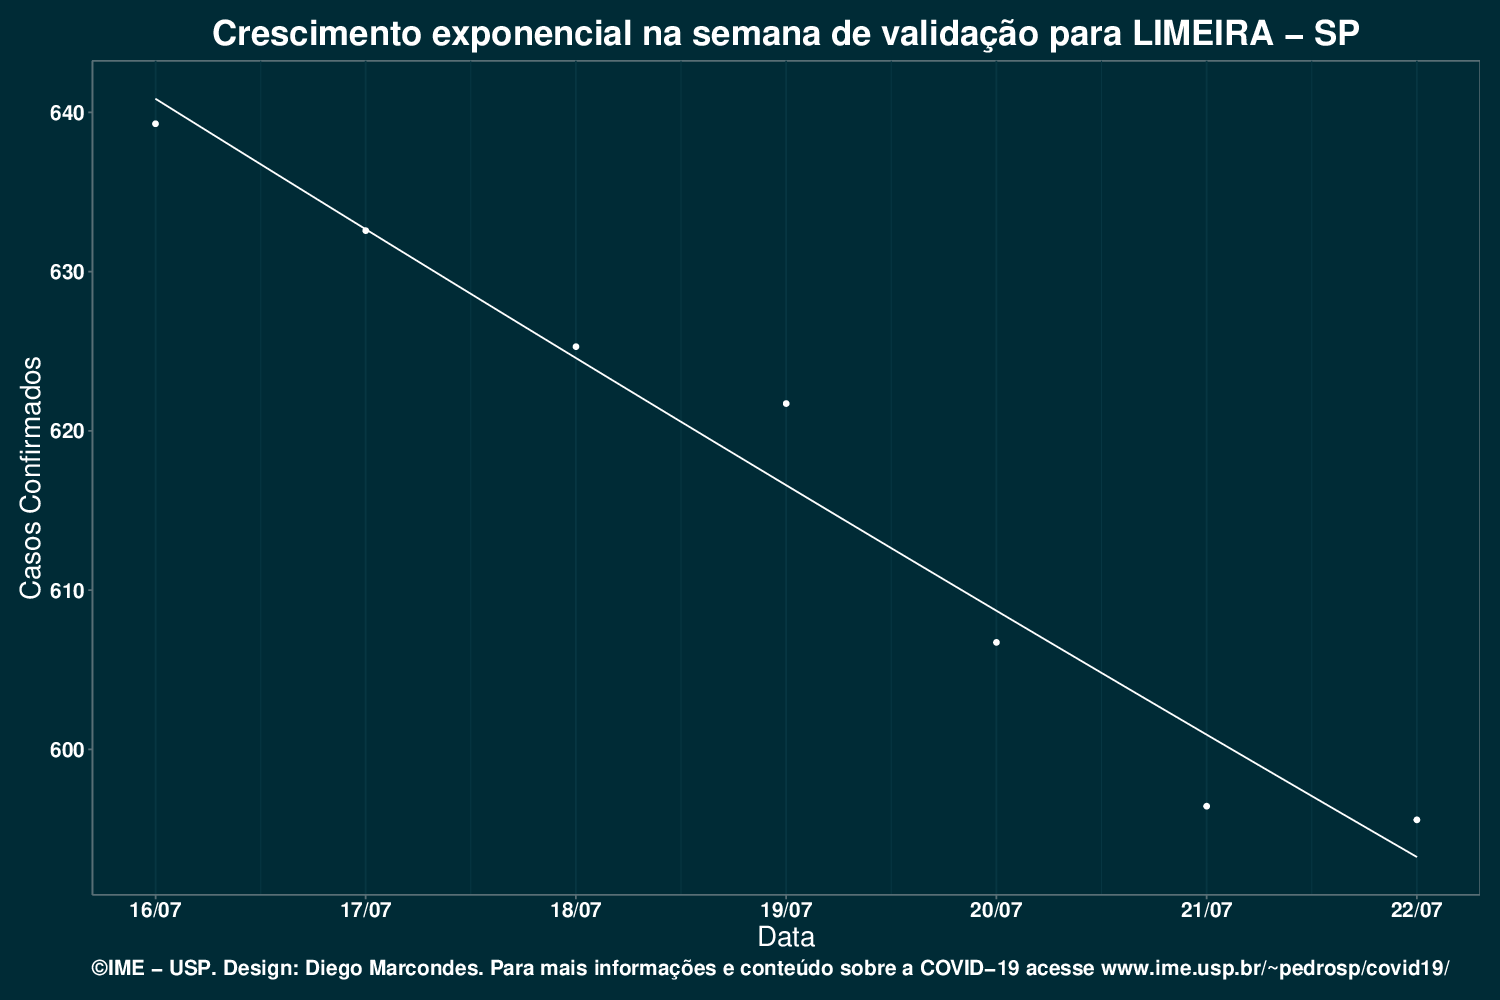 Crescimento exponencial na semana de validação para LIMEIRA – SP
Casos Confirmados
640
630
620
610
600
16/07 17/07 18/07 19/07 20/07 21/07 22/07
Data
©IME – USP. Design: Diego Marcondes. Para mais informações e conteúdo sobre a COVID–19 acesse www.ime.usp.br/~pedrosp/covid19/